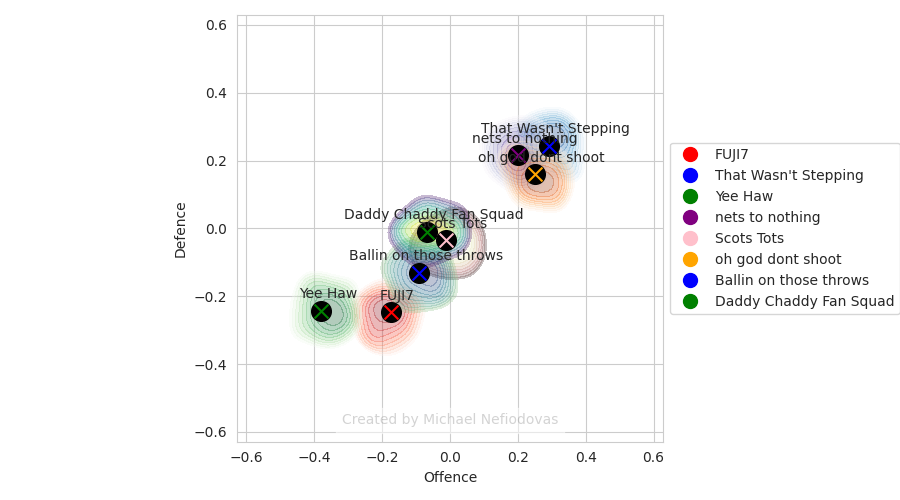 0.6
0.4
0.2
0.0
−0.2
−0.4
−0.6
Defence
That Wasn't Stepping
nets to nothing
oh god dont shoot
Daddy Chaddy Fan Squad
Scots Tots
Ballin on those throws
Yee Haw
FUJI7
Created by Michael Nefiodovas
−0.6
−0.4
−0.2
0.0
0.2
0.4
0.6
Offence
FUJI7
That Wasn't Stepping
Yee Haw
nets to nothing
Scots Tots
oh god dont shoot
Ballin on those throws
Daddy Chaddy Fan Squad